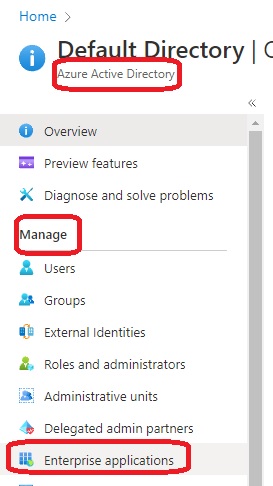 Home >
Default Directory |
Azure Active Directory
«
Overview
Preview features
Diagnose and solve problems
Manage
Users
Groups
External Identities
Roles and administrators
Administrative units
Delegated admin partners
Enterprise applications